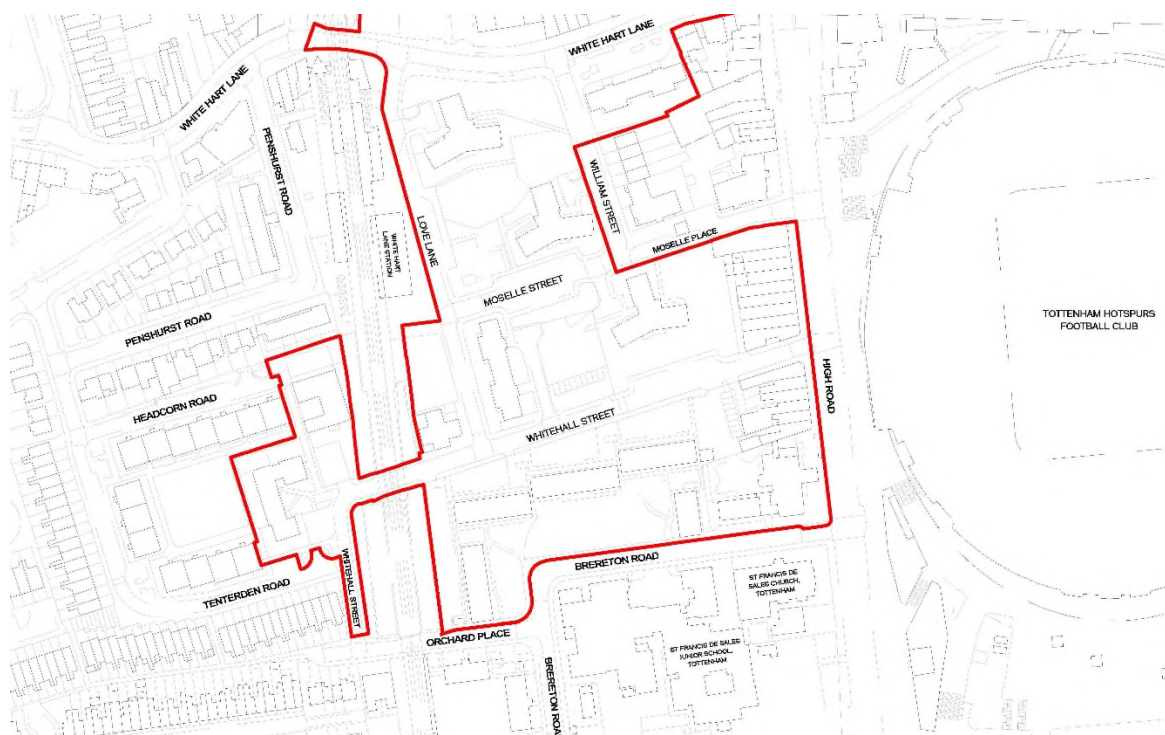 WHITE HART LANE
WHITE HART LANE
PENSHURST ROAD
WILLIAM STREET
LOVE LANE
MOSELLE PLACE
WHITE HART
LANE STATION
MOSELLE STREET
PENSHURST ROAD
TOTTENHAM HOTSPURS
FOOTBALL CLUB
HIGH ROAD
HEADCORN ROAD
WHITEHALL STREET
BRERETON ROAD
WHITEHALL STREET
TENTERDEN ROAD
ST FRANCIS DE
SALES CHURCH,
TOTTENHAM
ORCHARD PLACE
ST FRANCIS DE SALES
JUNIOR SCHOOL,
TOTTENHAM
BRERETON ROAD